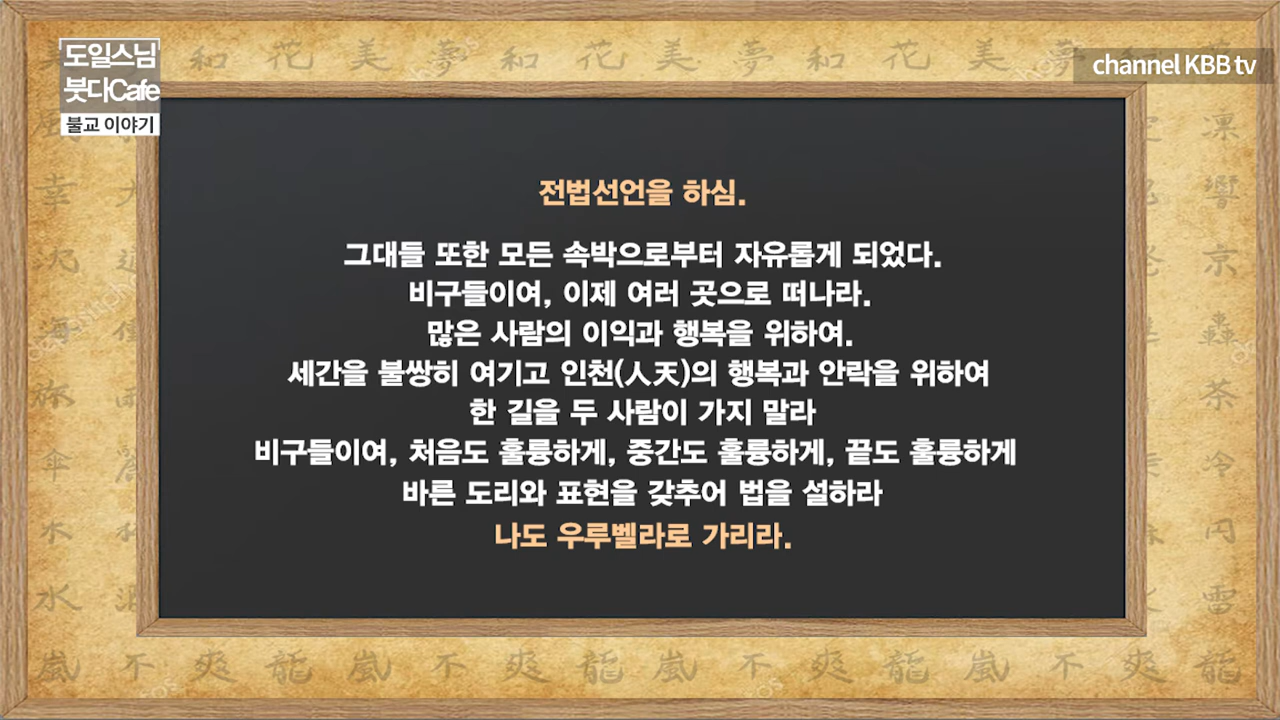 도일스님
붓다Cafe
불교 이야기
channel KBB tv
전법선언을 하심.
그대들 또한 모든 속박으로부터 자유롭게 되었다.
비구들이여, 이제 여러 곳으로 떠나라.
많은 사람의 이익과 행복을 위하여.
세간을 불쌍히 여기고 인천(人天)의 행복과 안락을 위하여
한 길을 두 사람이 가지 말라
비구들이여, 처음도 훌륭하게, 중간도 훌륭하게, 끝도 훌륭하게
바른 도리와 표현을 갖추어 법을 설하라
나도 우루벨라로 가리라.